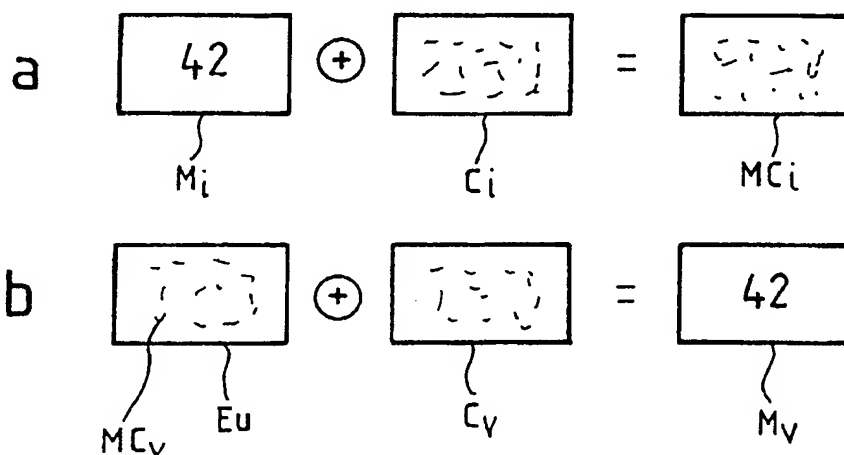 a 42 ⊕ = 
Mi Ci MCi
b ⊕ = 42
MCv Eu Cv Mv